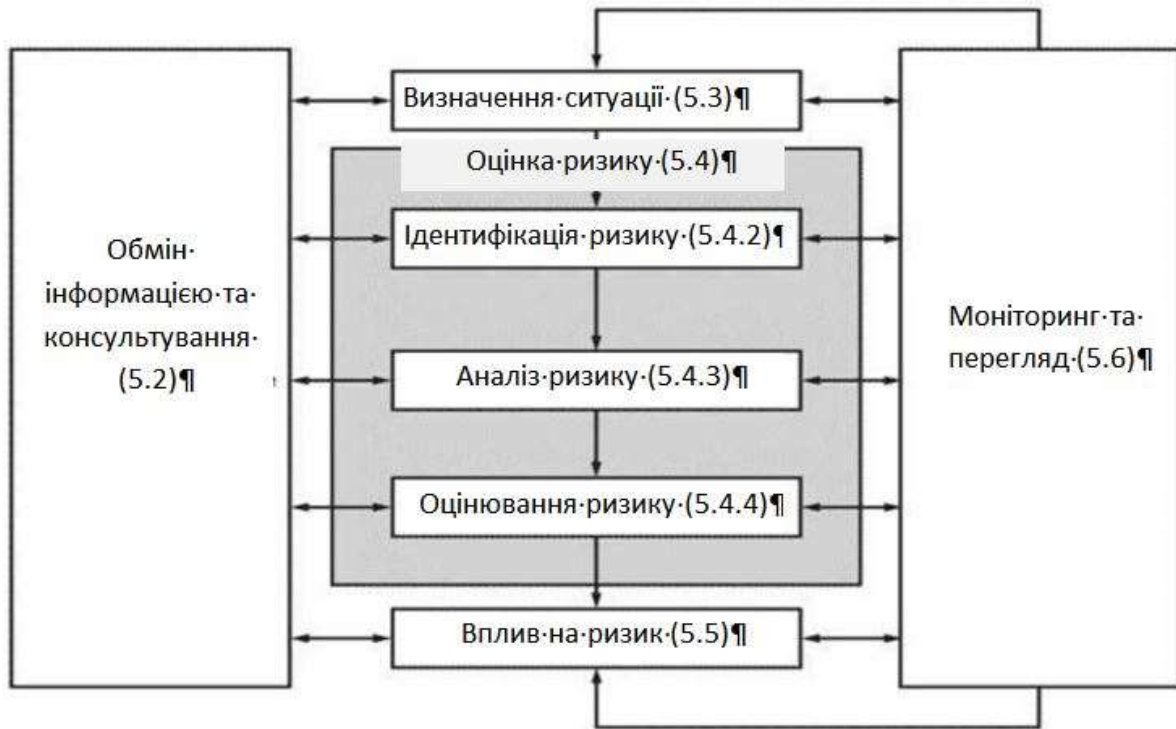 Визначення·ситуації·(5.3)¶
Оцінка·ризику·(5.4)¶
Ідентифікація·ризику·(5.4.2)¶
Обмін·
інформацією·та·
консультування·
(5.2)¶
Аналіз·ризику·(5.4.3)¶
Оцінювання·ризику·(5.4.4)¶
Вплив·на·ризик·(5.5)¶
Моніторинг·та·
перегляд·(5.6)¶